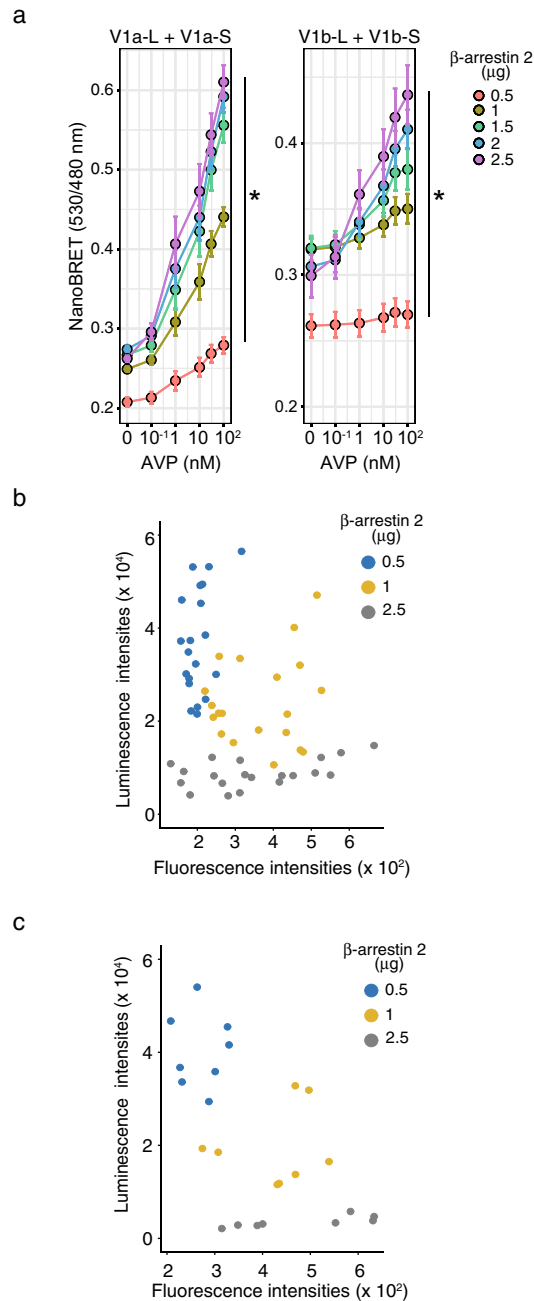 a
V1a-L + V1a-S
V1b-L + V1b-S
β-arrestin 2
(μg)
0.5
1
1.5
2
2.5
NanoBRET (530/480 nm)
0.6
0.5
0.4
0.3
0.2
*
0.4
0.3
0.2
*
0 10⁻¹ 1 10 10²
0 10⁻¹ 1 10 10²
AVP (nM)
AVP (nM)
b
β-arrestin 2
(μg)
0.5
1
2.5
Luminescence intensites (x 10⁴)
6
4
2
0
2 3 4 5 6
Fluorescence intensities (x 10²)
c
β-arrestin 2
(μg)
0.5
1
2.5
Luminescence intensites (x 10⁴)
6
4
2
0
2 3 4 5 6
Fluorescence intensities (x 10²)